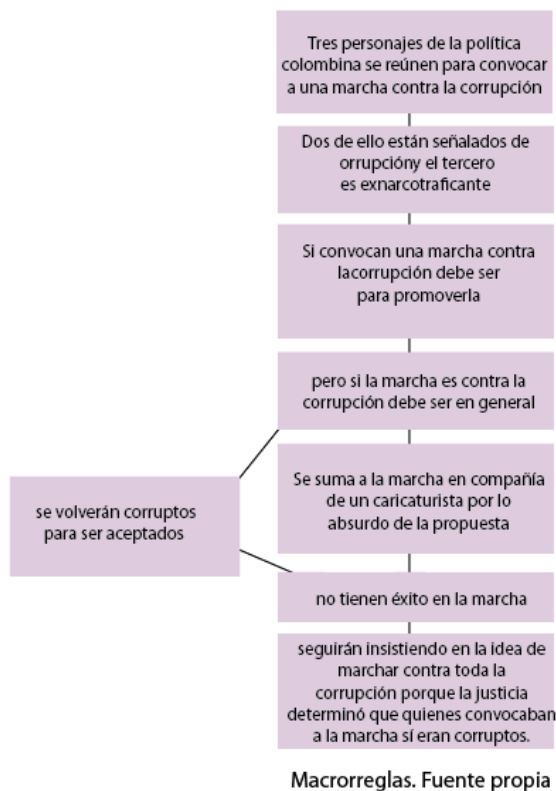 Tres personajes de la política
colombina se reúnen para convocar
a una marcha contra la corrupción
Dos de ello están señalados de
orrupcióny el tercero
es exnarcotraficante
Si convocan una marcha contra
lacorrupción debe ser
para promoverla
pero si la marcha es contra la
corrupción debe ser en general
se volverán corruptos
para ser aceptados
Se suma a la marcha en compañía
de un caricaturista por lo
absurdo de la propuesta
no tienen éxito en la marcha
seguirán insistiendo en la idea de
marchar contra toda la
corrupción porque la justicia
determinó que quienes convocaban
a la marcha sí eran corruptos.
Macrorreglas. Fuente propia